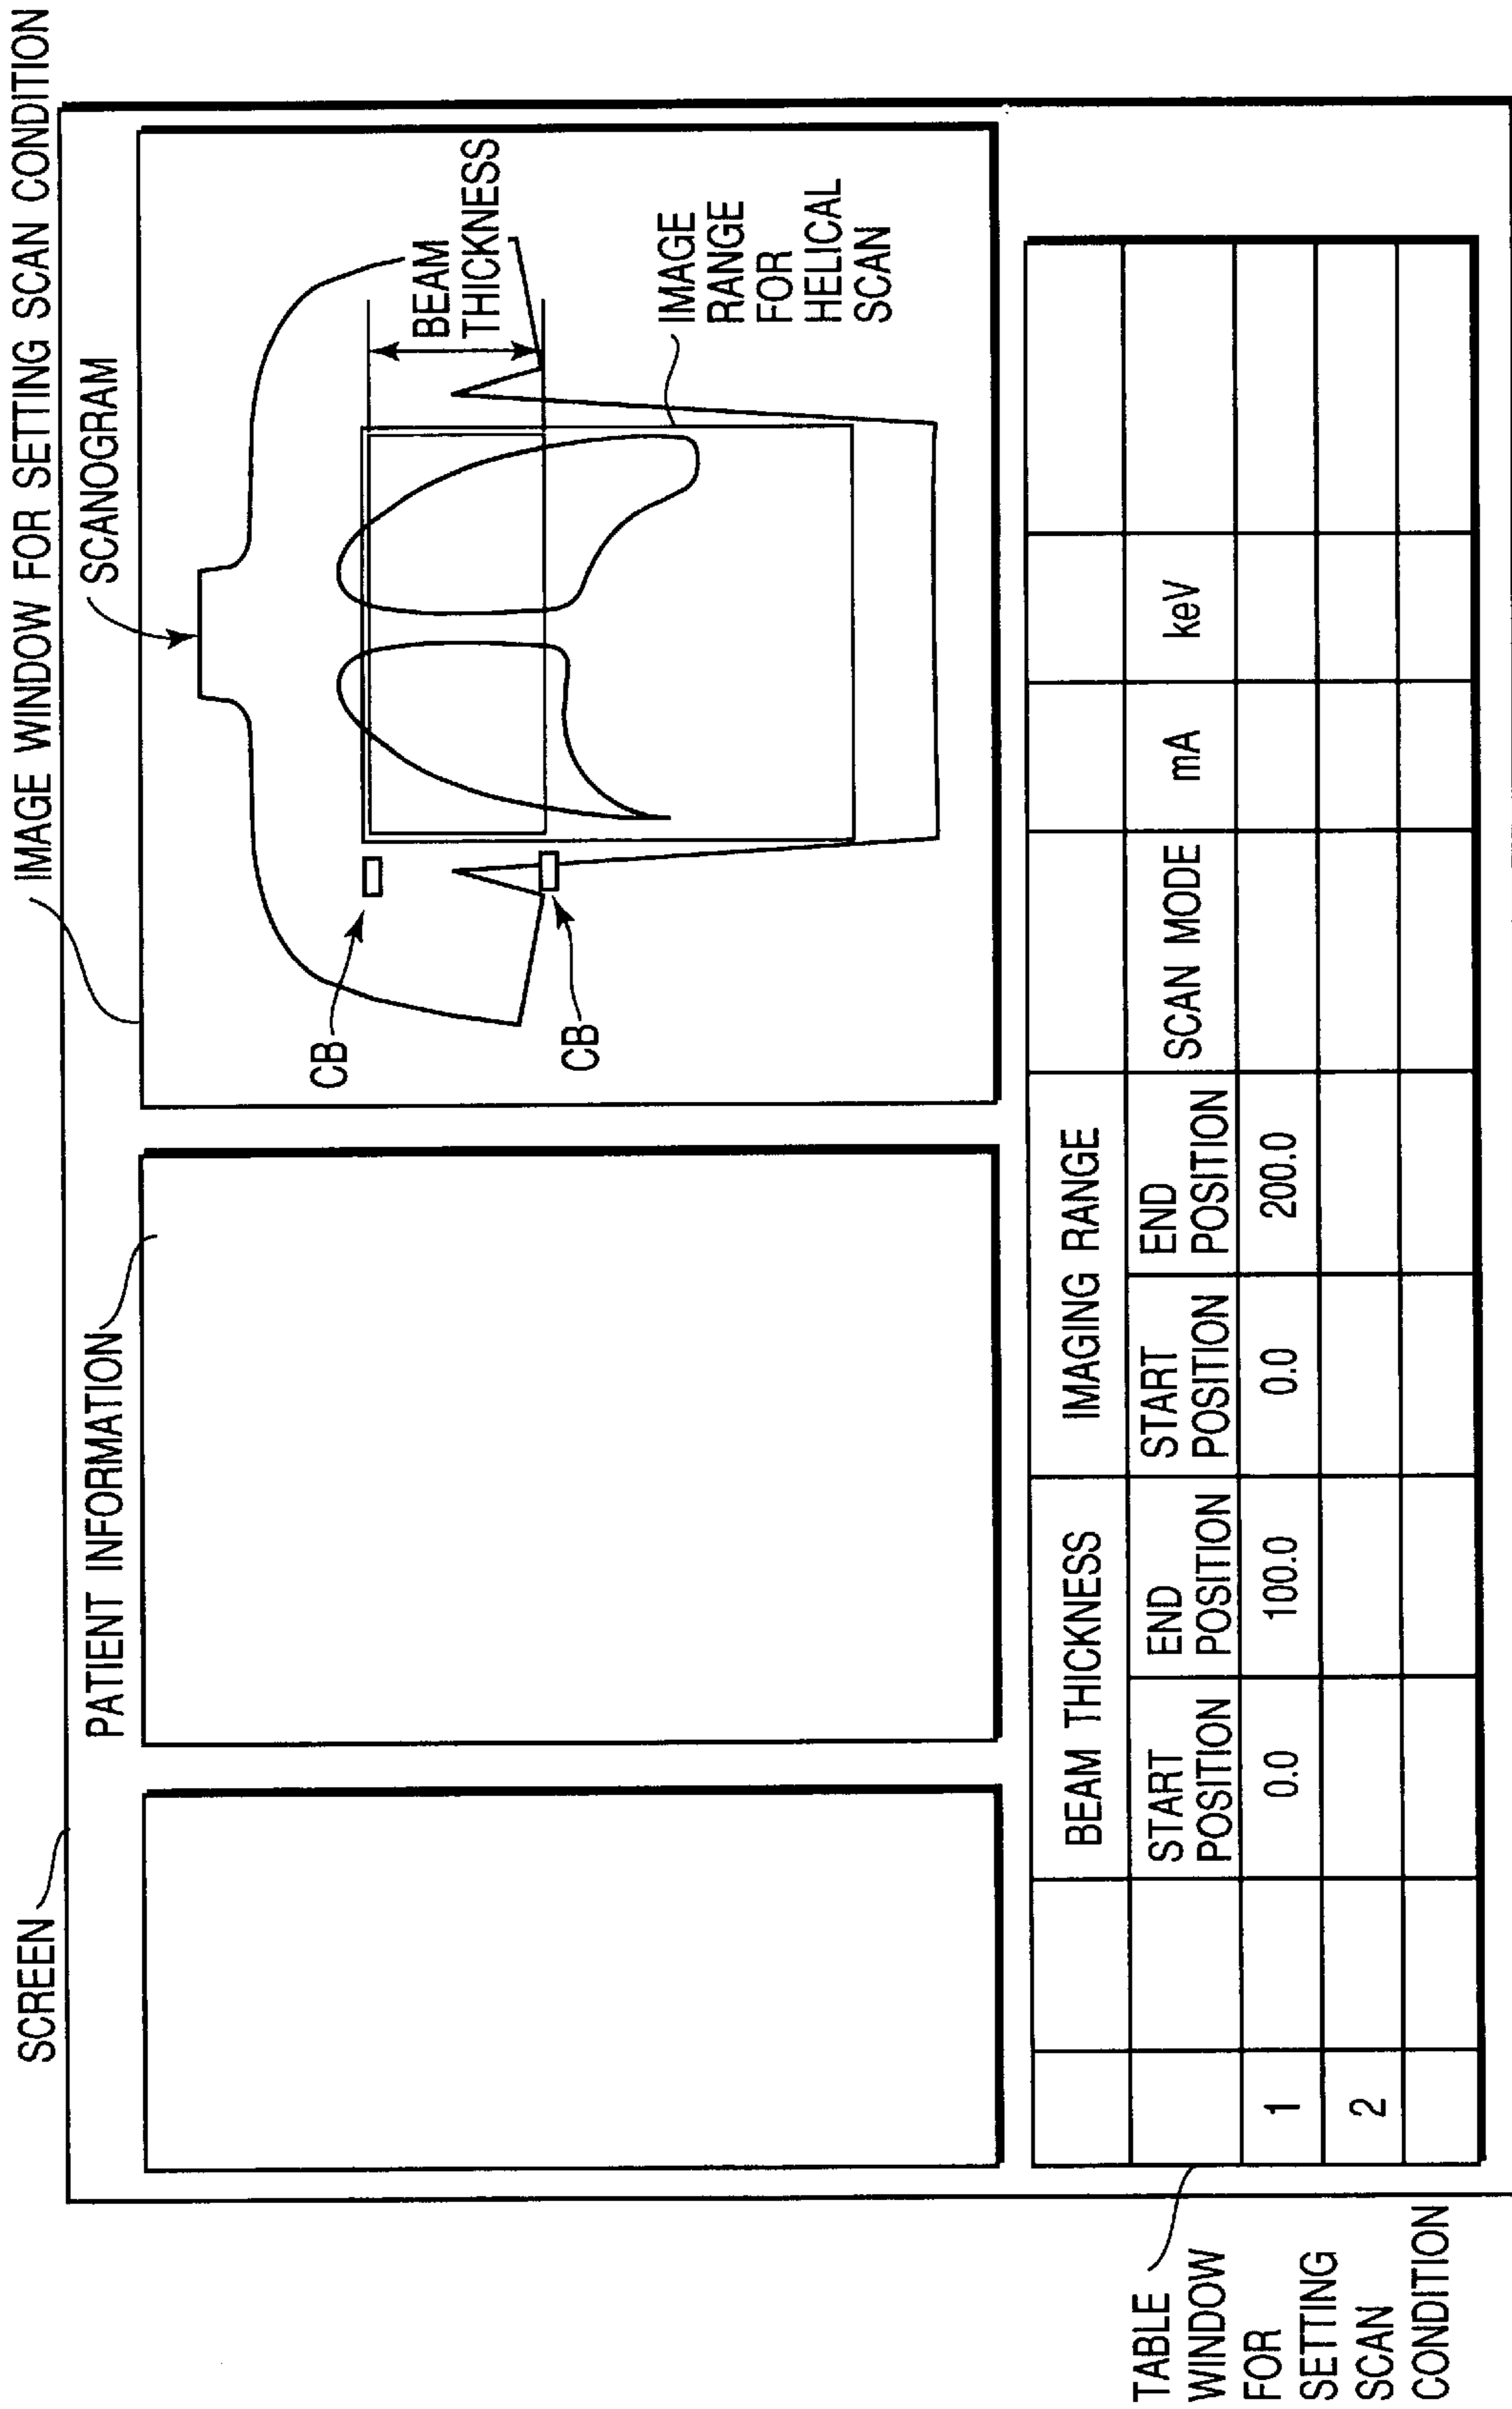 SCREEN
PATIENT INFORMATION
IMAGE WINDOW FOR SETTING SCAN CONDITION
SCANOGRAM
CB
CB
BEAM
THICKNESS
IMAGE
RANGE
FOR
HELICAL
SCAN
TABLE
WINDOW
FOR
SETTING
SCAN
CONDITION
BEAM THICKNESS
IMAGING RANGE
START
POSITION
END
POSITION
START
POSITION
END
POSITION
SCAN MODE
mA
keV
1
0.0
100.0
0.0
200.0
2